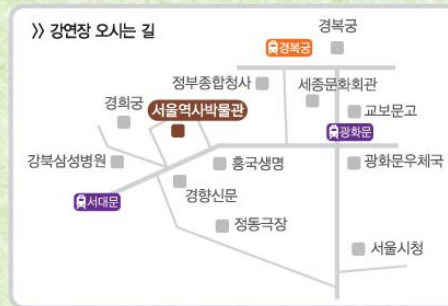 》 강연장 오시는 길
경복궁
경복궁
정부종합청사
세종문화회관
경희궁
서울역사박물관
교보문고
광화문
강북삼성병원
흥국생명
광화문우체국
경향신문
서대문
정동극장
서울시청